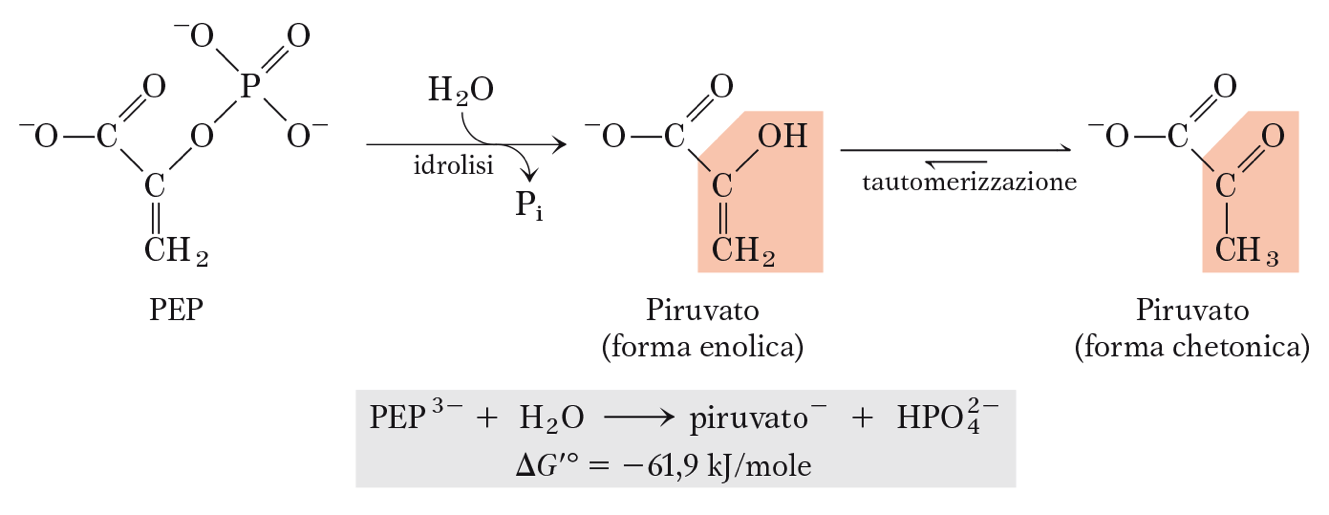 ⁻O O
O P
H₂O O O
⁻O—C O O⁻ ⁻O—C OH ⁻O—C O
idrolisi
C C tautomerizzazione C
Pᵢ
CH₂ CH₂ CH₃
PEP Piruvato Piruvato
(forma enolica) (forma chetonica)
PEP³⁻ + H₂O ⟶ piruvato⁻ + HPO₄²⁻
ΔG′° = −61,9 kJ/mole